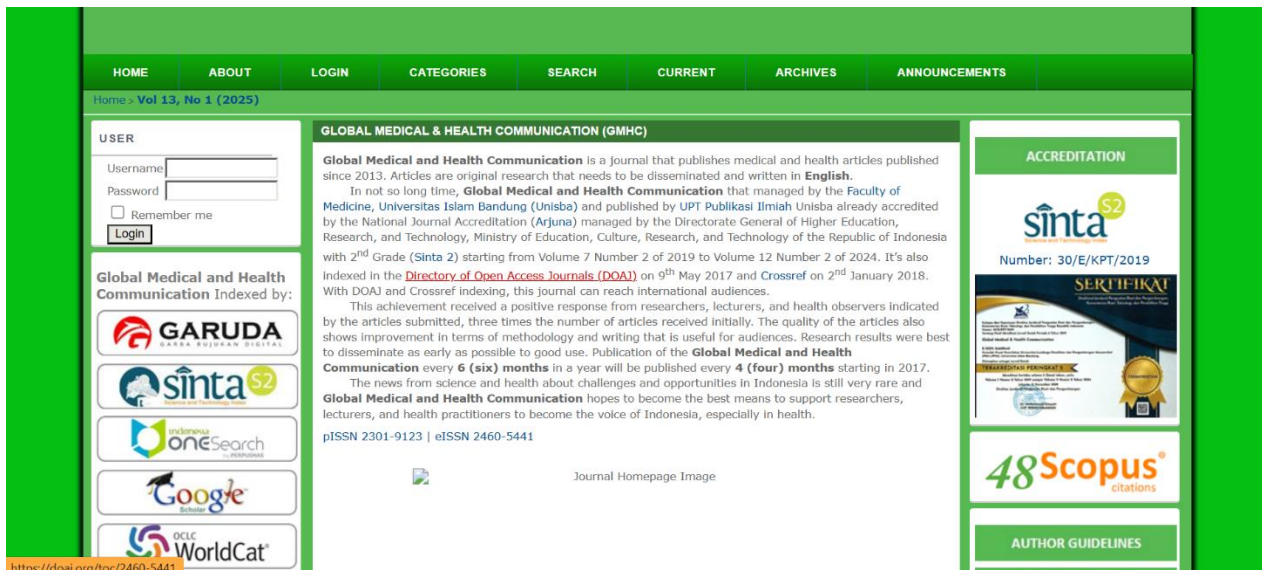 HOME ABOUT LOGIN CATEGORIES SEARCH CURRENT ARCHIVES ANNOUNCEMENTS
Home > Vol 13, No 1 (2025)
USER
Username
Password
Remember me
Login
Global Medical and Health
Communication Indexed by:
GARUDA
GARBA RUJUKAN DIGITAL
sinta S2
Science and Technology Index
indonesia
OneSearch
by PERPUSNAS
Google
Scholar
OCLC
WorldCat
https://doaj.org/toc/2460-5441
GLOBAL MEDICAL & HEALTH COMMUNICATION (GMHC)
Global Medical and Health Communication is a journal that publishes medical and health articles published
since 2013. Articles are original research that needs to be disseminated and written in English.
In not so long time, Global Medical and Health Communication that managed by the Faculty of
Medicine, Universitas Islam Bandung (Unisba) and published by UPT Publikasi Ilmiah Unisba already accredited
by the National Journal Accreditation (Arjuna) managed by the Directorate General of Higher Education,
Research, and Technology, Ministry of Education, Culture, Research, and Technology of the Republic of Indonesia
with 2nd Grade (Sinta 2) starting from Volume 7 Number 2 of 2019 to Volume 12 Number 2 of 2024. It's also
indexed in the Directory of Open Access Journals (DOAJ) on 9th May 2017 and Crossref on 2nd January 2018.
With DOAJ and Crossref indexing, this journal can reach international audiences.
This achievement received a positive response from researchers, lecturers, and health observers indicated
by the articles submitted, three times the number of articles received initially. The quality of the articles also
shows improvement in terms of methodology and writing that is useful for audiences. Research results were best
to disseminate as early as possible to good use. Publication of the Global Medical and Health
Communication every 6 (six) months in a year will be published every 4 (four) months starting in 2017.
The news from science and health about challenges and opportunities in Indonesia is still very rare and
Global Medical and Health Communication hopes to become the best means to support researchers,
lecturers, and health practitioners to become the voice of Indonesia, especially in health.
pISSN 2301-9123 | eISSN 2460-5441
Journal Homepage Image
ACCREDITATION
sinta S2
Science and Technology Index
Number: 30/E/KPT/2019
SERTIFIKAT
Global Medical & Health Communication
TERAKREDITASI PERINGKAT 2
48 Scopus
citations
AUTHOR GUIDELINES